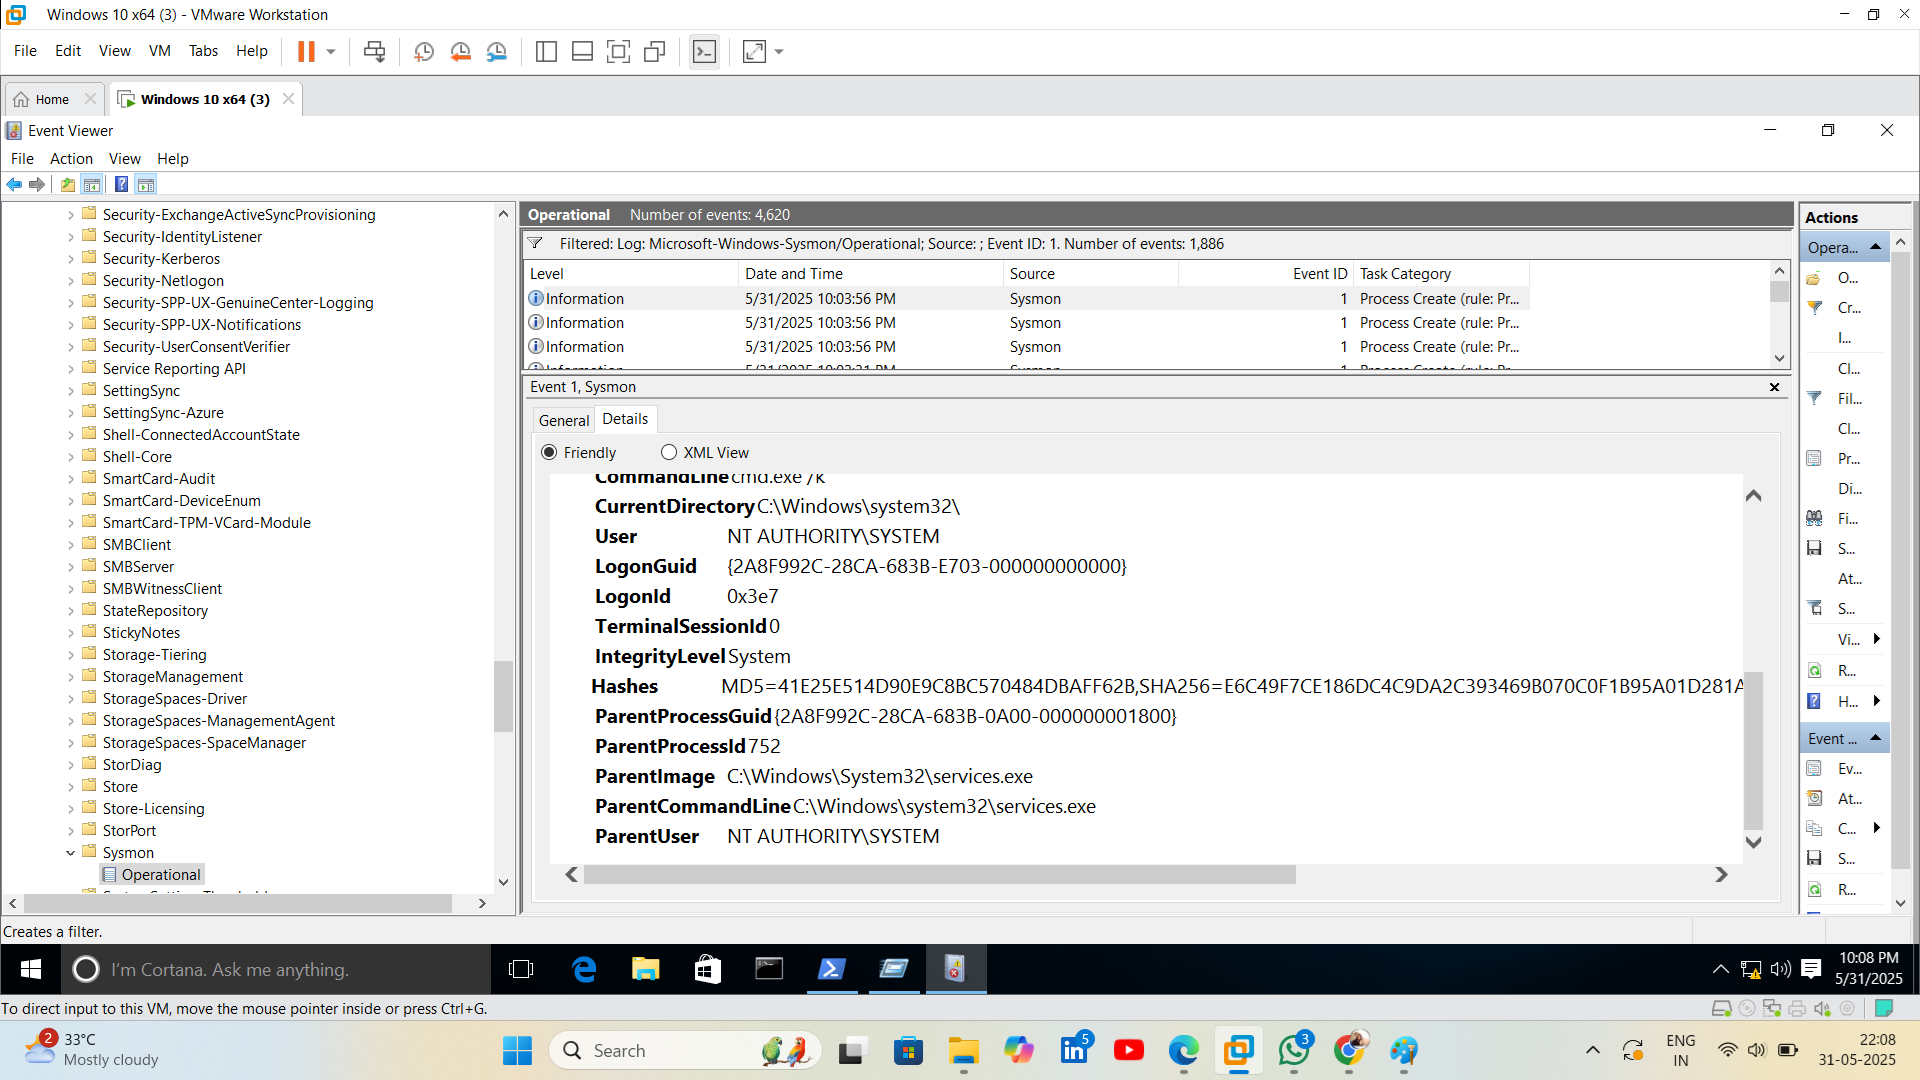 Windows 10 x64 (3) - VMware Workstation
File Edit View VM Tabs Help
Home
Windows 10 x64 (3)
Event Viewer
File Action View Help
Security-ExchangeActiveSyncProvisioning
Security-IdentityListener
Security-Kerberos
Security-Netlogon
Security-SPP-UX-GenuineCenter-Logging
Security-SPP-UX-Notifications
Security-UserConsentVerifier
Service Reporting API
SettingSync
SettingSync-Azure
Shell-ConnectedAccountState
Shell-Core
SmartCard-Audit
SmartCard-DeviceEnum
SmartCard-TPM-VCard-Module
SMBClient
SMBServer
SMBWitnessClient
StateRepository
StickyNotes
Storage-Tiering
StorageManagement
StorageSpaces-Driver
StorageSpaces-ManagementAgent
StorageSpaces-SpaceManager
StorDiag
Store
Store-Licensing
StorPort
Sysmon
Operational
Operational Number of events: 4,620
Filtered: Log: Microsoft-Windows-Sysmon/Operational; Source: ; Event ID: 1. Number of events: 1,886
Level Date and Time Source Event ID Task Category
Information 5/31/2025 10:03:56 PM Sysmon 1 Process Create (rule: Pr...
Information 5/31/2025 10:03:56 PM Sysmon 1 Process Create (rule: Pr...
Information 5/31/2025 10:03:56 PM Sysmon 1 Process Create (rule: Pr...
Event 1, Sysmon
General Details
Friendly XML View
CommandLine cmd.exe /k
CurrentDirectory C:\Windows\system32\
User NT AUTHORITY\SYSTEM
LogonGuid {2A8F992C-28CA-683B-E703-000000000000}
LogonId 0x3e7
TerminalSessionId 0
IntegrityLevel System
Hashes MD5=41E25E514D90E9C8BC570484DBAFF62B,SHA256=E6C49F7CE186DC4C9DA2C393469B070C0F1B95A01D281A
ParentProcessGuid {2A8F992C-28CA-683B-0A00-000000001800}
ParentProcessId 752
ParentImage C:\Windows\System32\services.exe
ParentCommandLine C:\Windows\system32\services.exe
ParentUser NT AUTHORITY\SYSTEM
Actions
Opera...
O...
Cr...
I...
Cl...
Fil...
Cl...
Pr...
Di...
Fi...
S...
At...
S...
Vi...
R...
H...
Event ...
Ev...
At...
C...
S...
R...
Creates a filter.
I'm Cortana. Ask me anything.
10:08 PM
5/31/2025
To direct input to this VM, move the mouse pointer inside or press Ctrl+G.
2
33°C
Mostly cloudy
Search
5
3
ENG
IN
22:08
31-05-2025